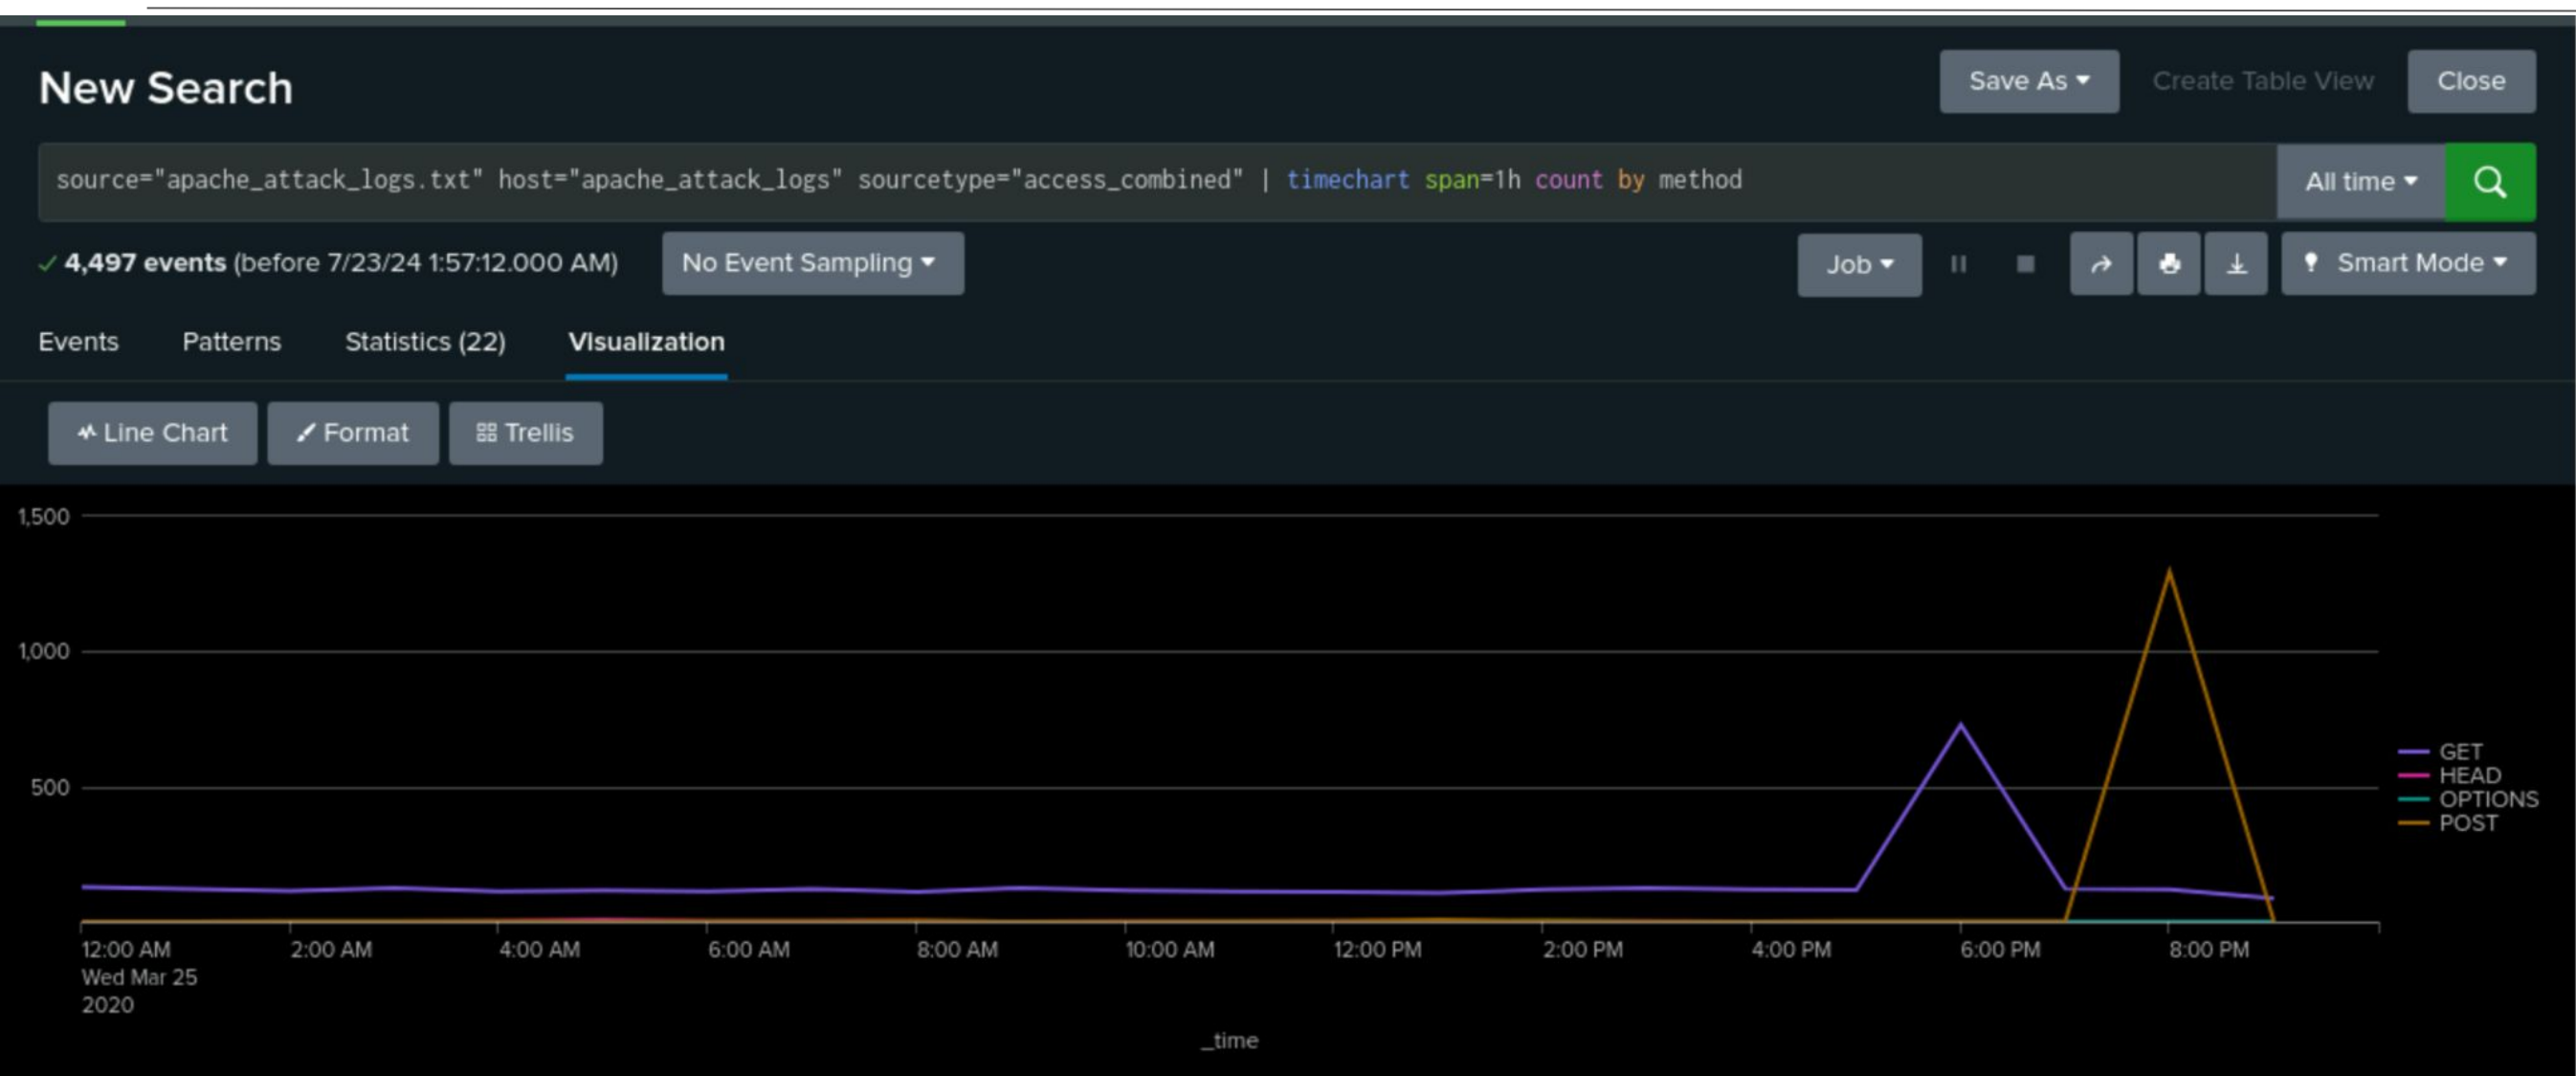 New Search
Save As
Create Table View
Close
source="apache_attack_logs.txt" host="apache_attack_logs" sourcetype="access_combined" | timechart span=1h count by method
All time
4,497 events (before 7/23/24 1:57:12.000 AM)
No Event Sampling
Job
Smart Mode
Events
Patterns
Statistics (22)
Visualization
Line Chart
Format
Trellis
1,500
1,000
500
GET
HEAD
OPTIONS
POST
12:00 AM
Wed Mar 25
2020
2:00 AM
4:00 AM
6:00 AM
8:00 AM
10:00 AM
12:00 PM
2:00 PM
4:00 PM
6:00 PM
8:00 PM
_time